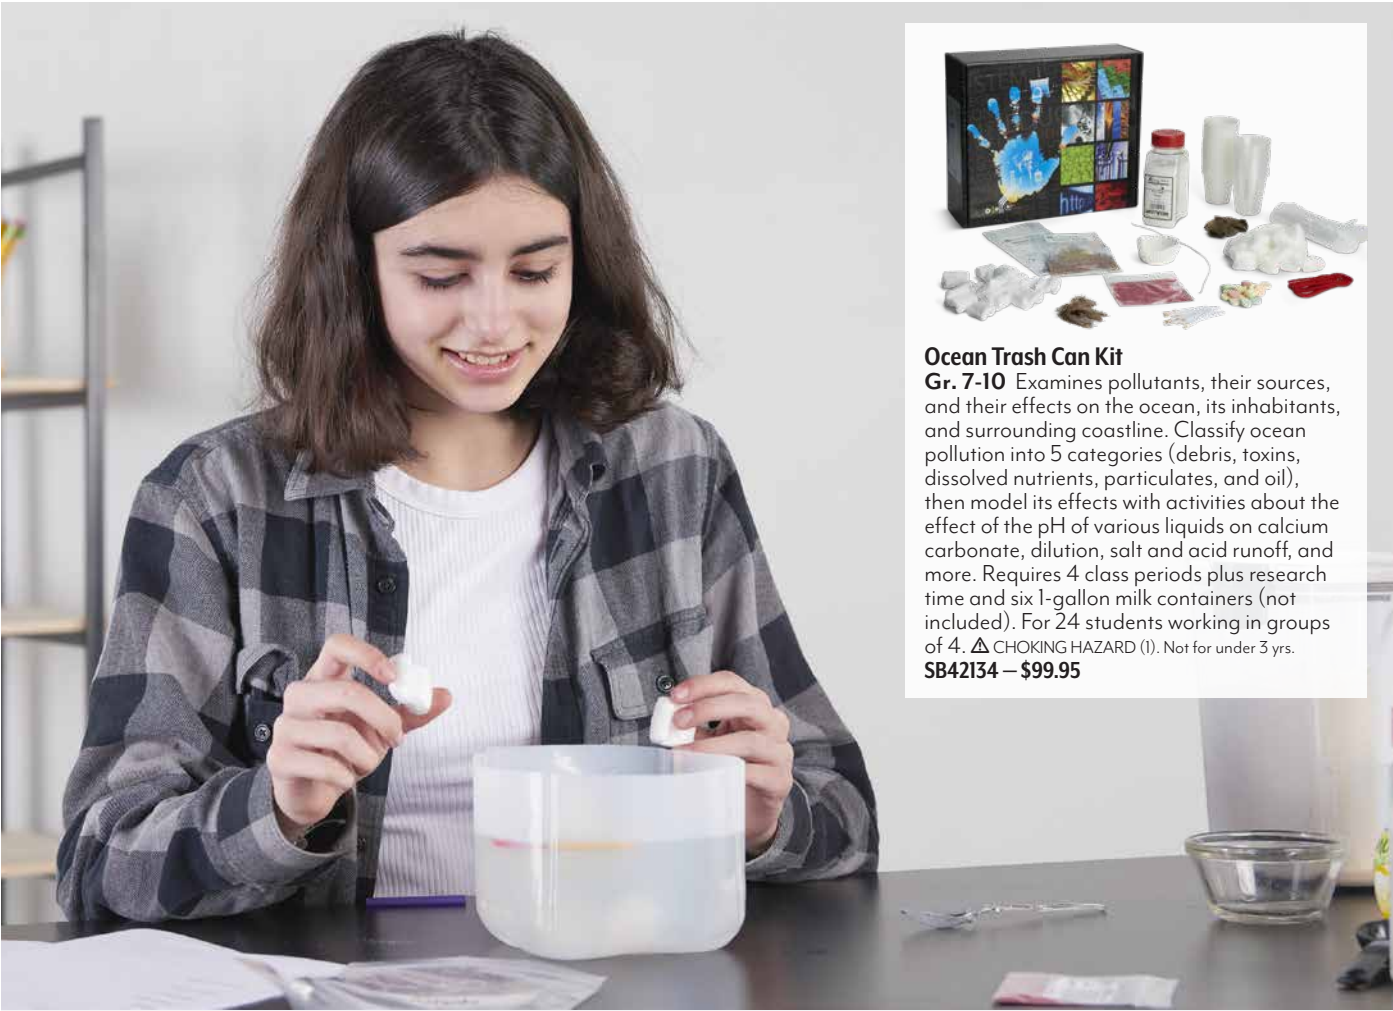 http
Ocean Trash Can Kit
Gr. 7-10 Examines pollutants, their sources,
and their effects on the ocean, its inhabitants,
and surrounding coastline. Classify ocean
pollution into 5 categories (debris, toxins,
dissolved nutrients, particulates, and oil),
then model its effects with activities about the
effect of the pH of various liquids on calcium
carbonate, dilution, salt and acid runoff, and
more. Requires 4 class periods plus research
time and six 1-gallon milk containers (not
included). For 24 students working in groups
of 4. ⚠ CHOKING HAZARD (1). Not for under 3 yrs.
SB42134 — $99.95